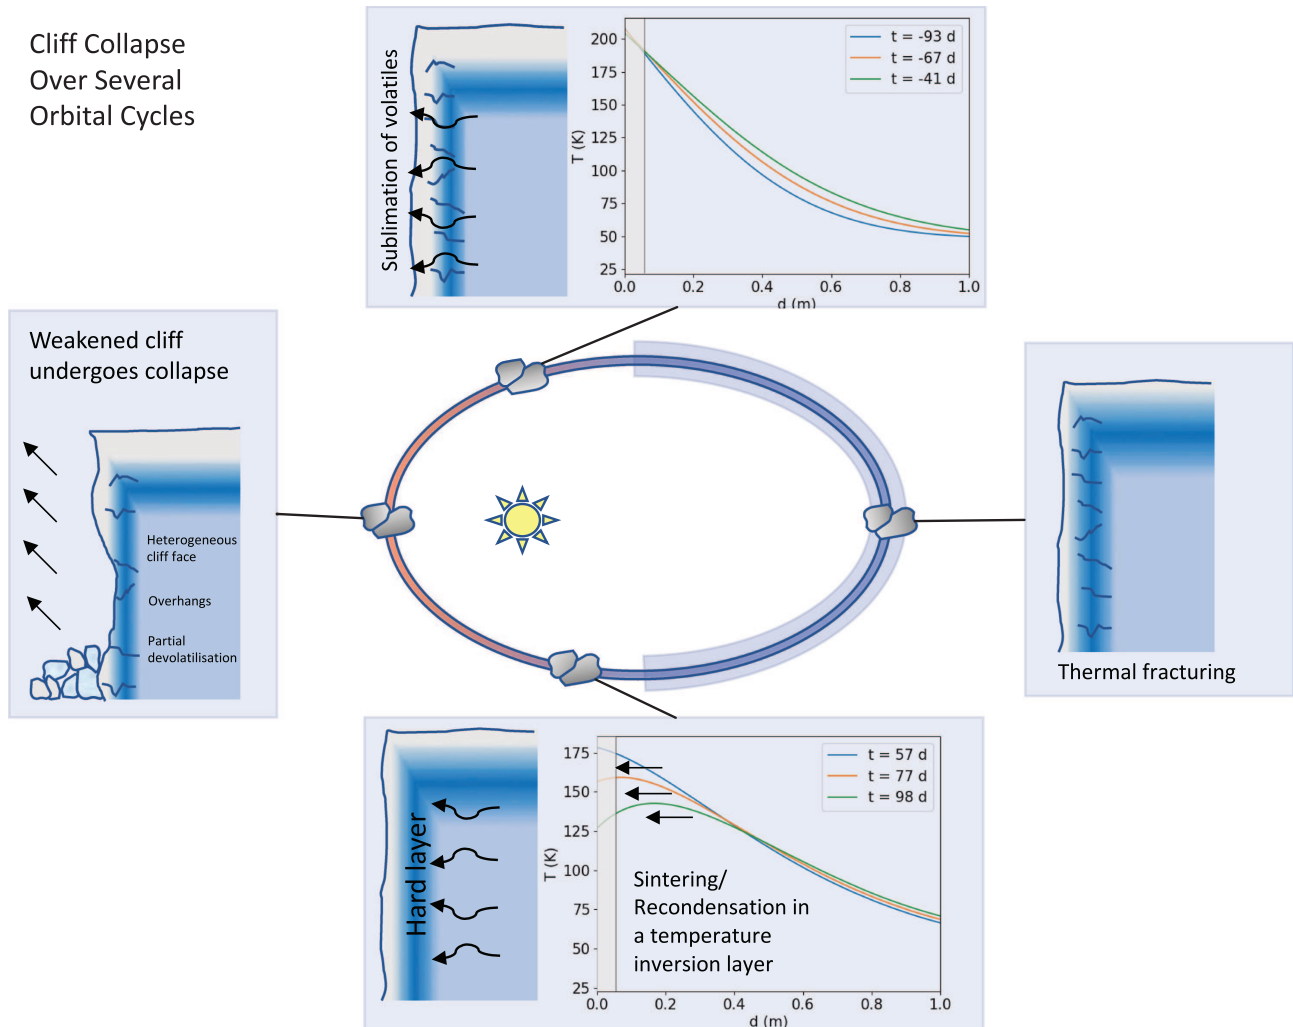 Cliff Collapse
Over Several
Orbital Cycles
Sublimation of volatiles
T (K)
200
175
150
125
100
75
50
25
t = -93 d
t = -67 d
t = -41 d
0.0 0.2 0.4 0.6 0.8 1.0
d (m)
Weakened cliff
undergoes collapse
Heterogeneous
cliff face
Overhangs
Partial
devolatilisation
Thermal fracturing
Hard layer
T (K)
175
150
125
100
75
50
25
t = 57 d
t = 77 d
t = 98 d
Sintering/
Recondensation in
a temperature
inversion layer
0.0 0.2 0.4 0.6 0.8 1.0
d (m)